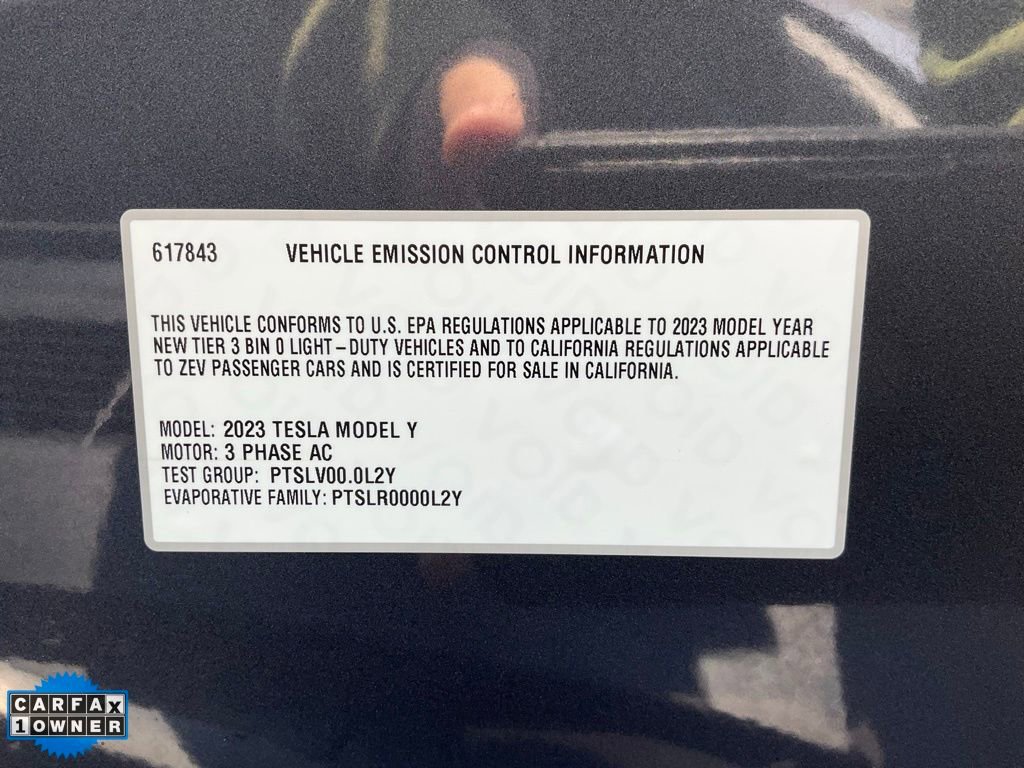 617843 VEHICLE EMISSION CONTROL INFORMATION
THIS VEHICLE CONFORMS TO U.S. EPA REGULATIONS APPLICABLE TO 2023 MODEL YEAR
NEW TIER 3 BIN 0 LIGHT-DUTY VEHICLES AND TO CALIFORNIA REGULATIONS APPLICABLE
TO ZEV PASSENGER CARS AND IS CERTIFIED FOR SALE IN CALIFORNIA.
MODEL: 2023 TESLA MODEL Y
MOTOR: 3 PHASE AC
TEST GROUP: PTSLV00.0L2Y
EVAPORATIVE FAMILY: PTSLR0000L2Y
CARFAX
1 OWNER